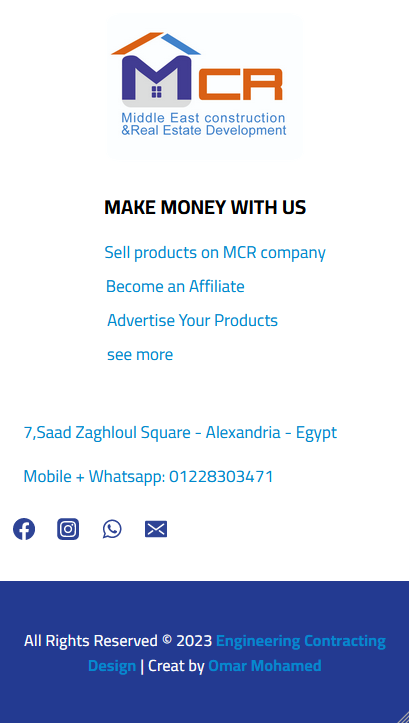 MCR
Middle East construction
&Real Estate Development
MAKE MONEY WITH US
Sell products on MCR company
Become an Affiliate
Advertise Your Products
see more
7,Saad Zaghloul Square - Alexandria - Egypt
Mobile + Whatsapp: 01228303471
All Rights Reserved © 2023 Engineering Contracting
Design | Creat by Omar Mohamed